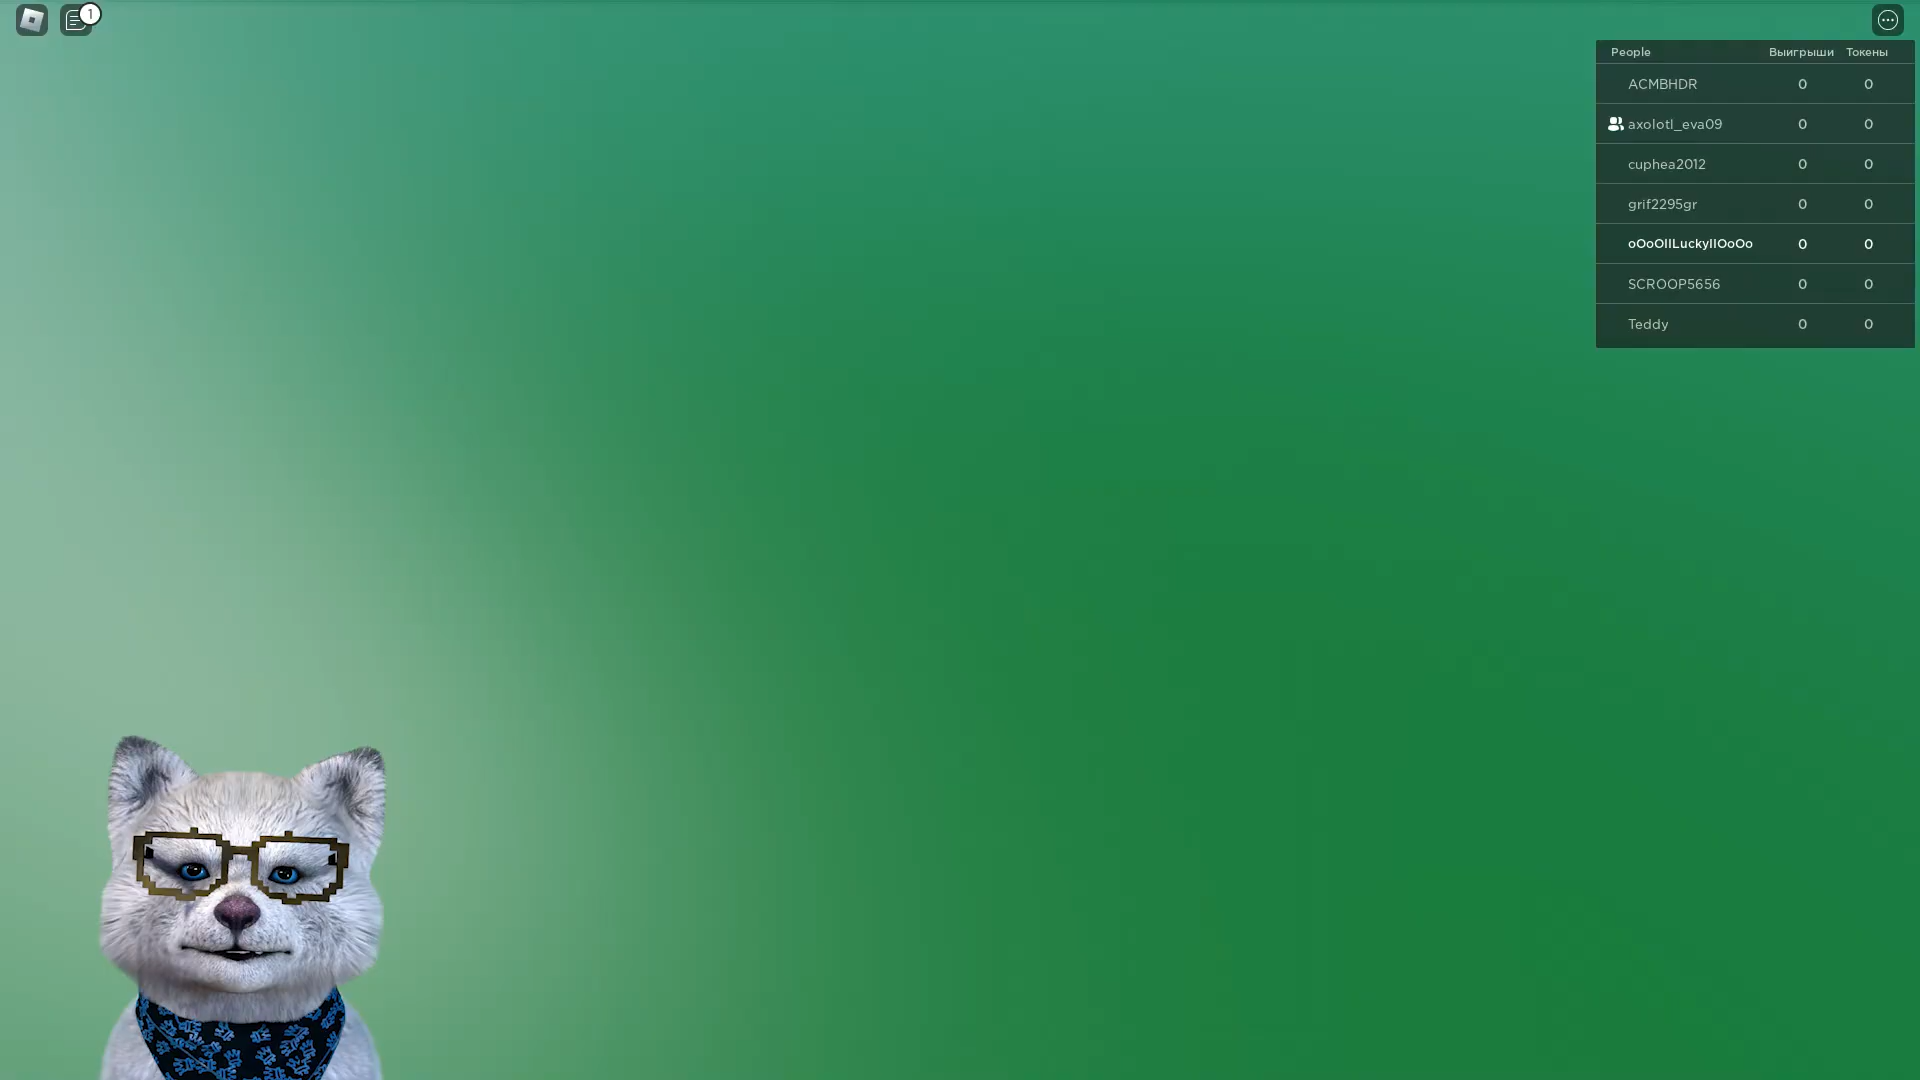 1
People Выигрыши Токены
ACMBHDR 0 0
axolotl_eva09 0 0
cuphea2012 0 0
grif2295gr 0 0
oOoOIILuckyIIOoOo 0 0
SCROOP5656 0 0
Teddy 0 0